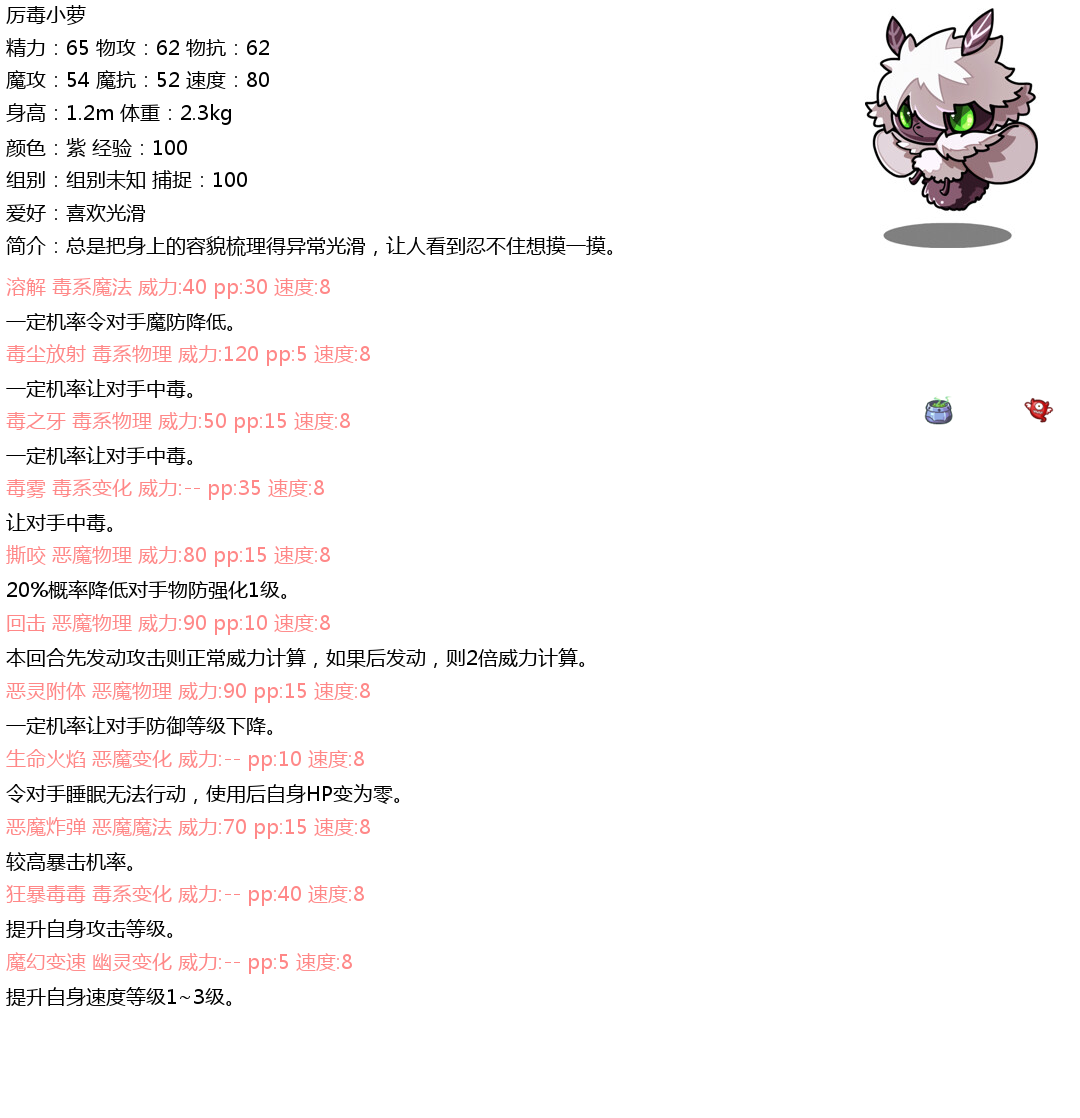 厉毒小萝
精力：65 物攻：62 物抗：62
魔攻：54 魔抗：52 速度：80
身高：1.2m 体重：2.3kg
颜色：紫 经验：100
组别：组别未知 捕捉：100
爱好：喜欢光滑
简介：总是把身上的容貌梳理得异常光滑，让人看到忍不住想摸一摸。
溶解 毒系魔法 威力:40 pp:30 速度:8
一定机率令对手魔防降低。
毒尘放射 毒系物理 威力:120 pp:5 速度:8
一定机率让对手中毒。
毒之牙 毒系物理 威力:50 pp:15 速度:8
一定机率让对手中毒。
毒雾 毒系变化 威力:-- pp:35 速度:8
让对手中毒。
撕咬 恶魔物理 威力:80 pp:15 速度:8
20%概率降低对手物防强化1级。
回击 恶魔物理 威力:90 pp:10 速度:8
本回合先发动攻击则正常威力计算，如果后发动，则2倍威力计算。
恶灵附体 恶魔物理 威力:90 pp:15 速度:8
一定机率让对手防御等级下降。
生命火焰 恶魔变化 威力:-- pp:10 速度:8
令对手睡眠无法行动，使用后自身HP变为零。
恶魔炸弹 恶魔魔法 威力:70 pp:15 速度:8
较高暴击机率。
狂暴毒毒 毒系变化 威力:-- pp:40 速度:8
提升自身攻击等级。
魔幻变速 幽灵变化 威力:-- pp:5 速度:8
提升自身速度等级1~3级。